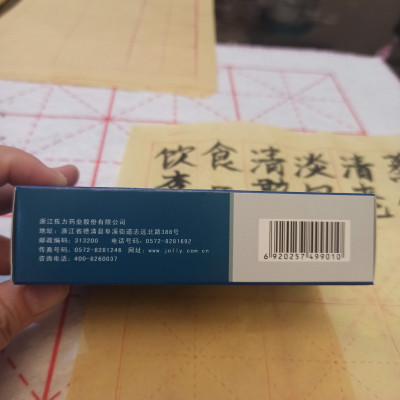 饮食清淡清
浙江拓力药业股份有限公司
地址：浙江省德清县阜溪街道志远北路388号
邮政编码：313200 电话号码：0572-8281692
传真号码：0572-8281246 网址：www.jolly.com.cn
咨询电话：400-8260037
6920257499010